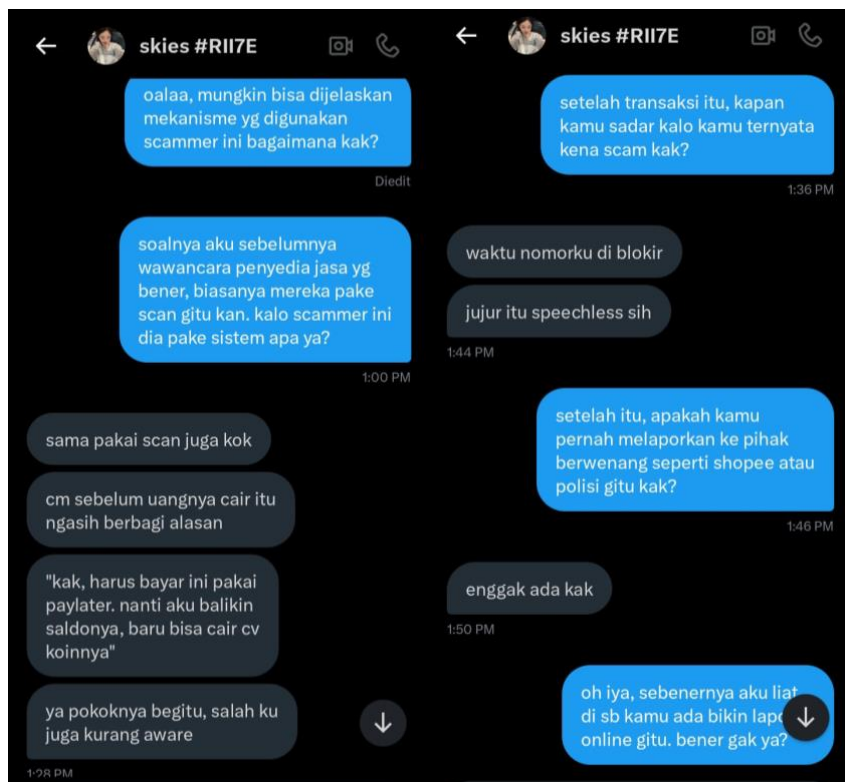 skies #RII7E
oalaa, mungkin bisa dijelaskan
mekanisme yg digunakan
scammer ini bagaimana kak?
Diedit
soalnya aku sebelumnya
wawancara penyedia jasa yg
bener, biasanya mereka pake
scan gitu kan. kalo scammer ini
dia pake sistem apa ya?
1:00 PM
sama pakai scan juga kok
cm sebelum uangnya cair itu
ngasih berbagi alasan
"kak, harus bayar ini pakai
paylater. nanti aku balikin
saldonya, baru bisa cair cv
koinnya"
ya pokoknya begitu, salah ku
juga kurang aware
1:28 PM
skies #RII7E
setelah transaksi itu, kapan
kamu sadar kalo kamu ternyata
kena scam kak?
1:36 PM
waktu nomorku di blokir
jujur itu speechless sih
1:44 PM
setelah itu, apakah kamu
pernah melaporkan ke pihak
berwenang seperti shopee atau
polisi gitu kak?
1:46 PM
enggak ada kak
1:50 PM
oh iya, sebenernya aku liat
di sb kamu ada bikin
online gitu. bener gak ya?